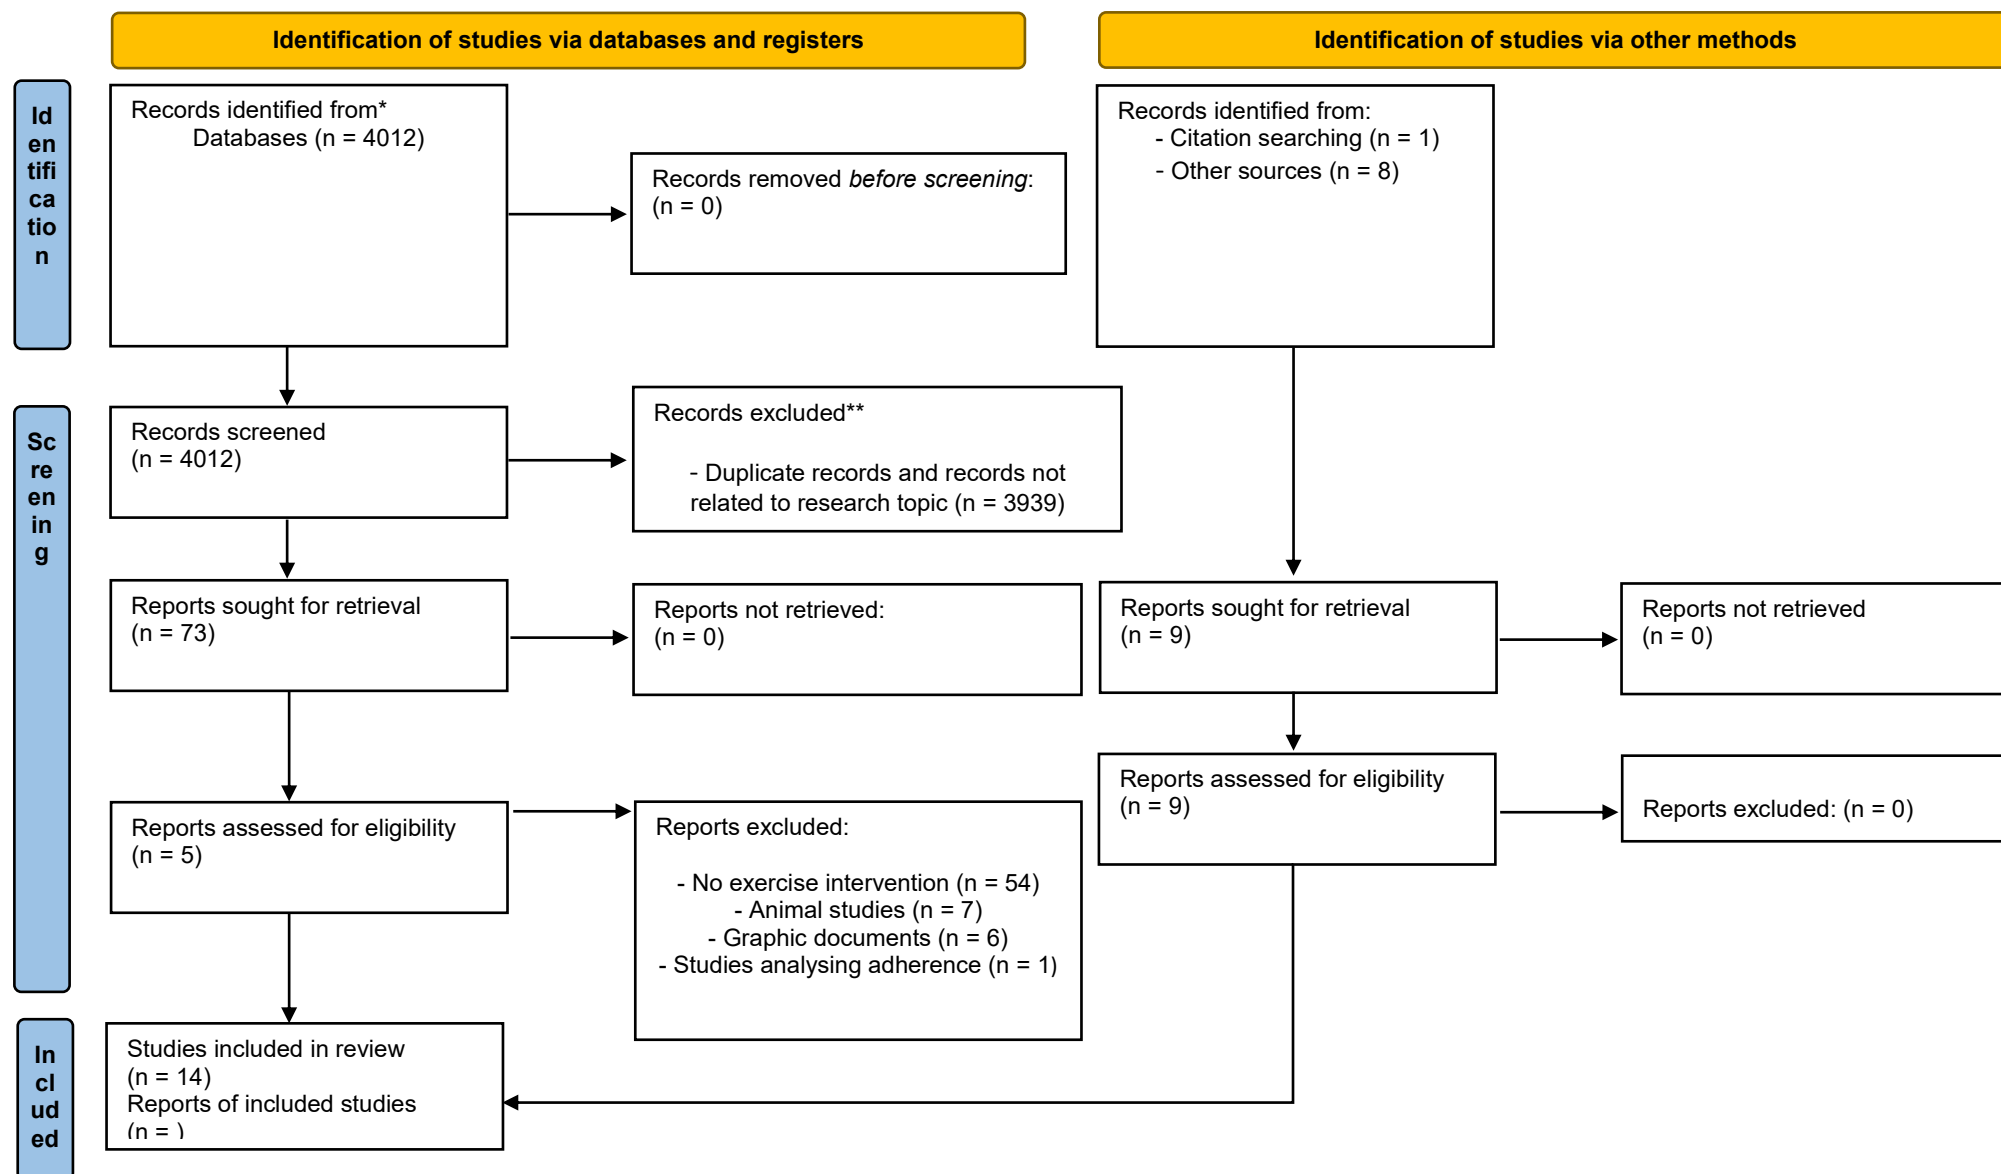 Identification of studies via databases and registers
Identification of studies via other methods
Id
en
tifi
ca
tio
n
Records identified from*
Databases (n = 4012)
Records removed before screening:
(n = 0)
Records identified from:
- Citation searching (n = 1)
- Other sources (n = 8)
Sc
re
en
in
g
Records screened
(n = 4012)
Records excluded**
- Duplicate records and records not
related to research topic (n = 3939)
Reports sought for retrieval
(n = 73)
Reports not retrieved:
(n = 0)
Reports sought for retrieval
(n = 9)
Reports not retrieved
(n = 0)
Reports assessed for eligibility
(n = 5)
Reports excluded:
- No exercise intervention (n = 54)
- Animal studies (n = 7)
- Graphic documents (n = 6)
- Studies analysing adherence (n = 1)
Reports assessed for eligibility
(n = 9)
Reports excluded: (n = 0)
In
cl
ud
ed
Studies included in review
(n = 14)
Reports of included studies
(n = )